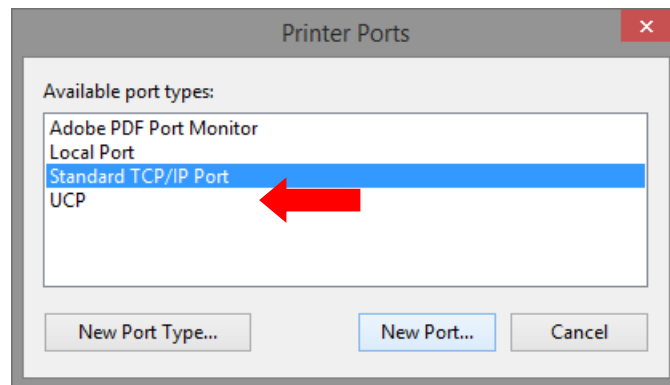 Printer Ports
Available port types:
Adobe PDF Port Monitor
Local Port
Standard TCP/IP Port
UCP
New Port Type...
New Port...
Cancel